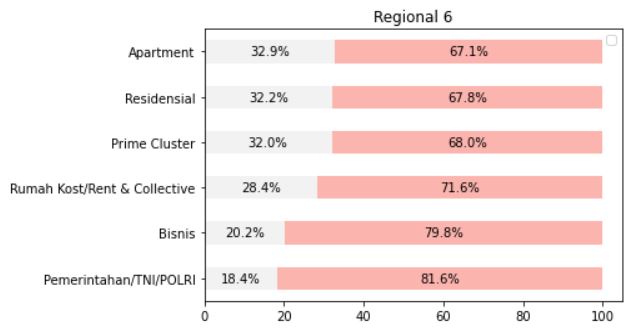 Regional 6
Apartment 32.9% 67.1%
Residensial 32.2% 67.8%
Prime Cluster 32.0% 68.0%
Rumah Kost/Rent & Collective 28.4% 71.6%
Bisnis 20.2% 79.8%
Pemerintahan/TNI/POLRI 18.4% 81.6%
0 20 40 60 80 100